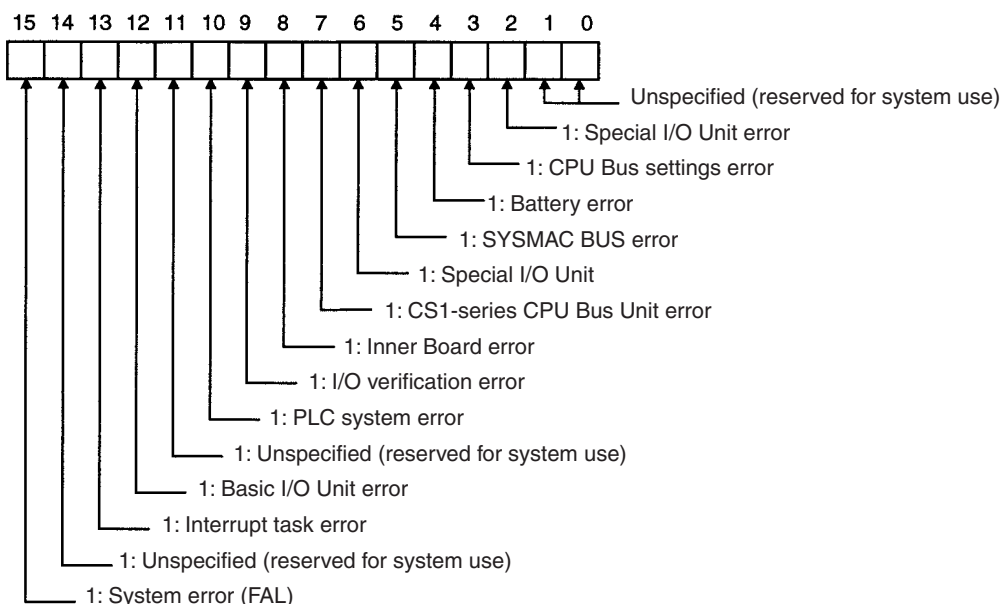 15 14 13 12 11 10 9 8 7 6 5 4 3 2 1 0
Unspecified (reserved for system use)
1: Special I/O Unit error
1: CPU Bus settings error
1: Battery error
1: SYSMAC BUS error
1: Special I/O Unit
1: CS1-series CPU Bus Unit error
1: Inner Board error
1: I/O verification error
1: PLC system error
1: Unspecified (reserved for system use)
1: Basic I/O Unit error
1: Interrupt task error
1: Unspecified (reserved for system use)
1: System error (FAL)